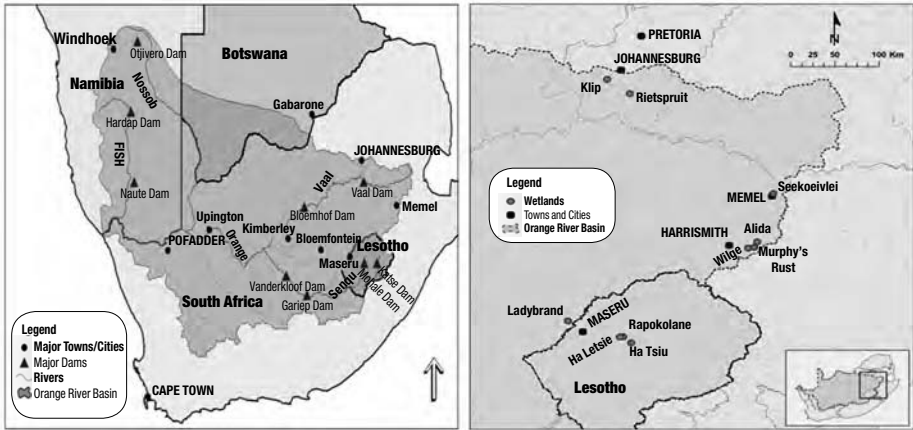 Windhoek
Otjivero Dam
Botswana
Namibia
Nossob
Gabarone
Hardap Dam
FISH
JOHANNESBURG
Naute Dam
Vaal
Vaal Dam
Memel
Bloemhof Dam
Upington
Kimberley
Orange
Bloemfontein
POFADDER
Lesotho
Maseru
Senqu
Katse Dam
Mohale Dam
Vanderkloof Dam
Gariep Dam
South Africa
Legend
Major Towns/Cities
Major Dams
Rivers
Orange River Basin
CAPE TOWN
PRETORIA
N
JOHANNESBURG
0 25 50 100 Km
Klip
Rietspruit
Legend
Wetlands
Towns and Cities
Orange River Basin
Seekoeivlei
MEMEL
HARRISMITH
Alida
Wilge
Murphy's
Rust
Ladybrand
MASERU
Rapokolane
Ha Letsie
Ha Tsiu
Lesotho